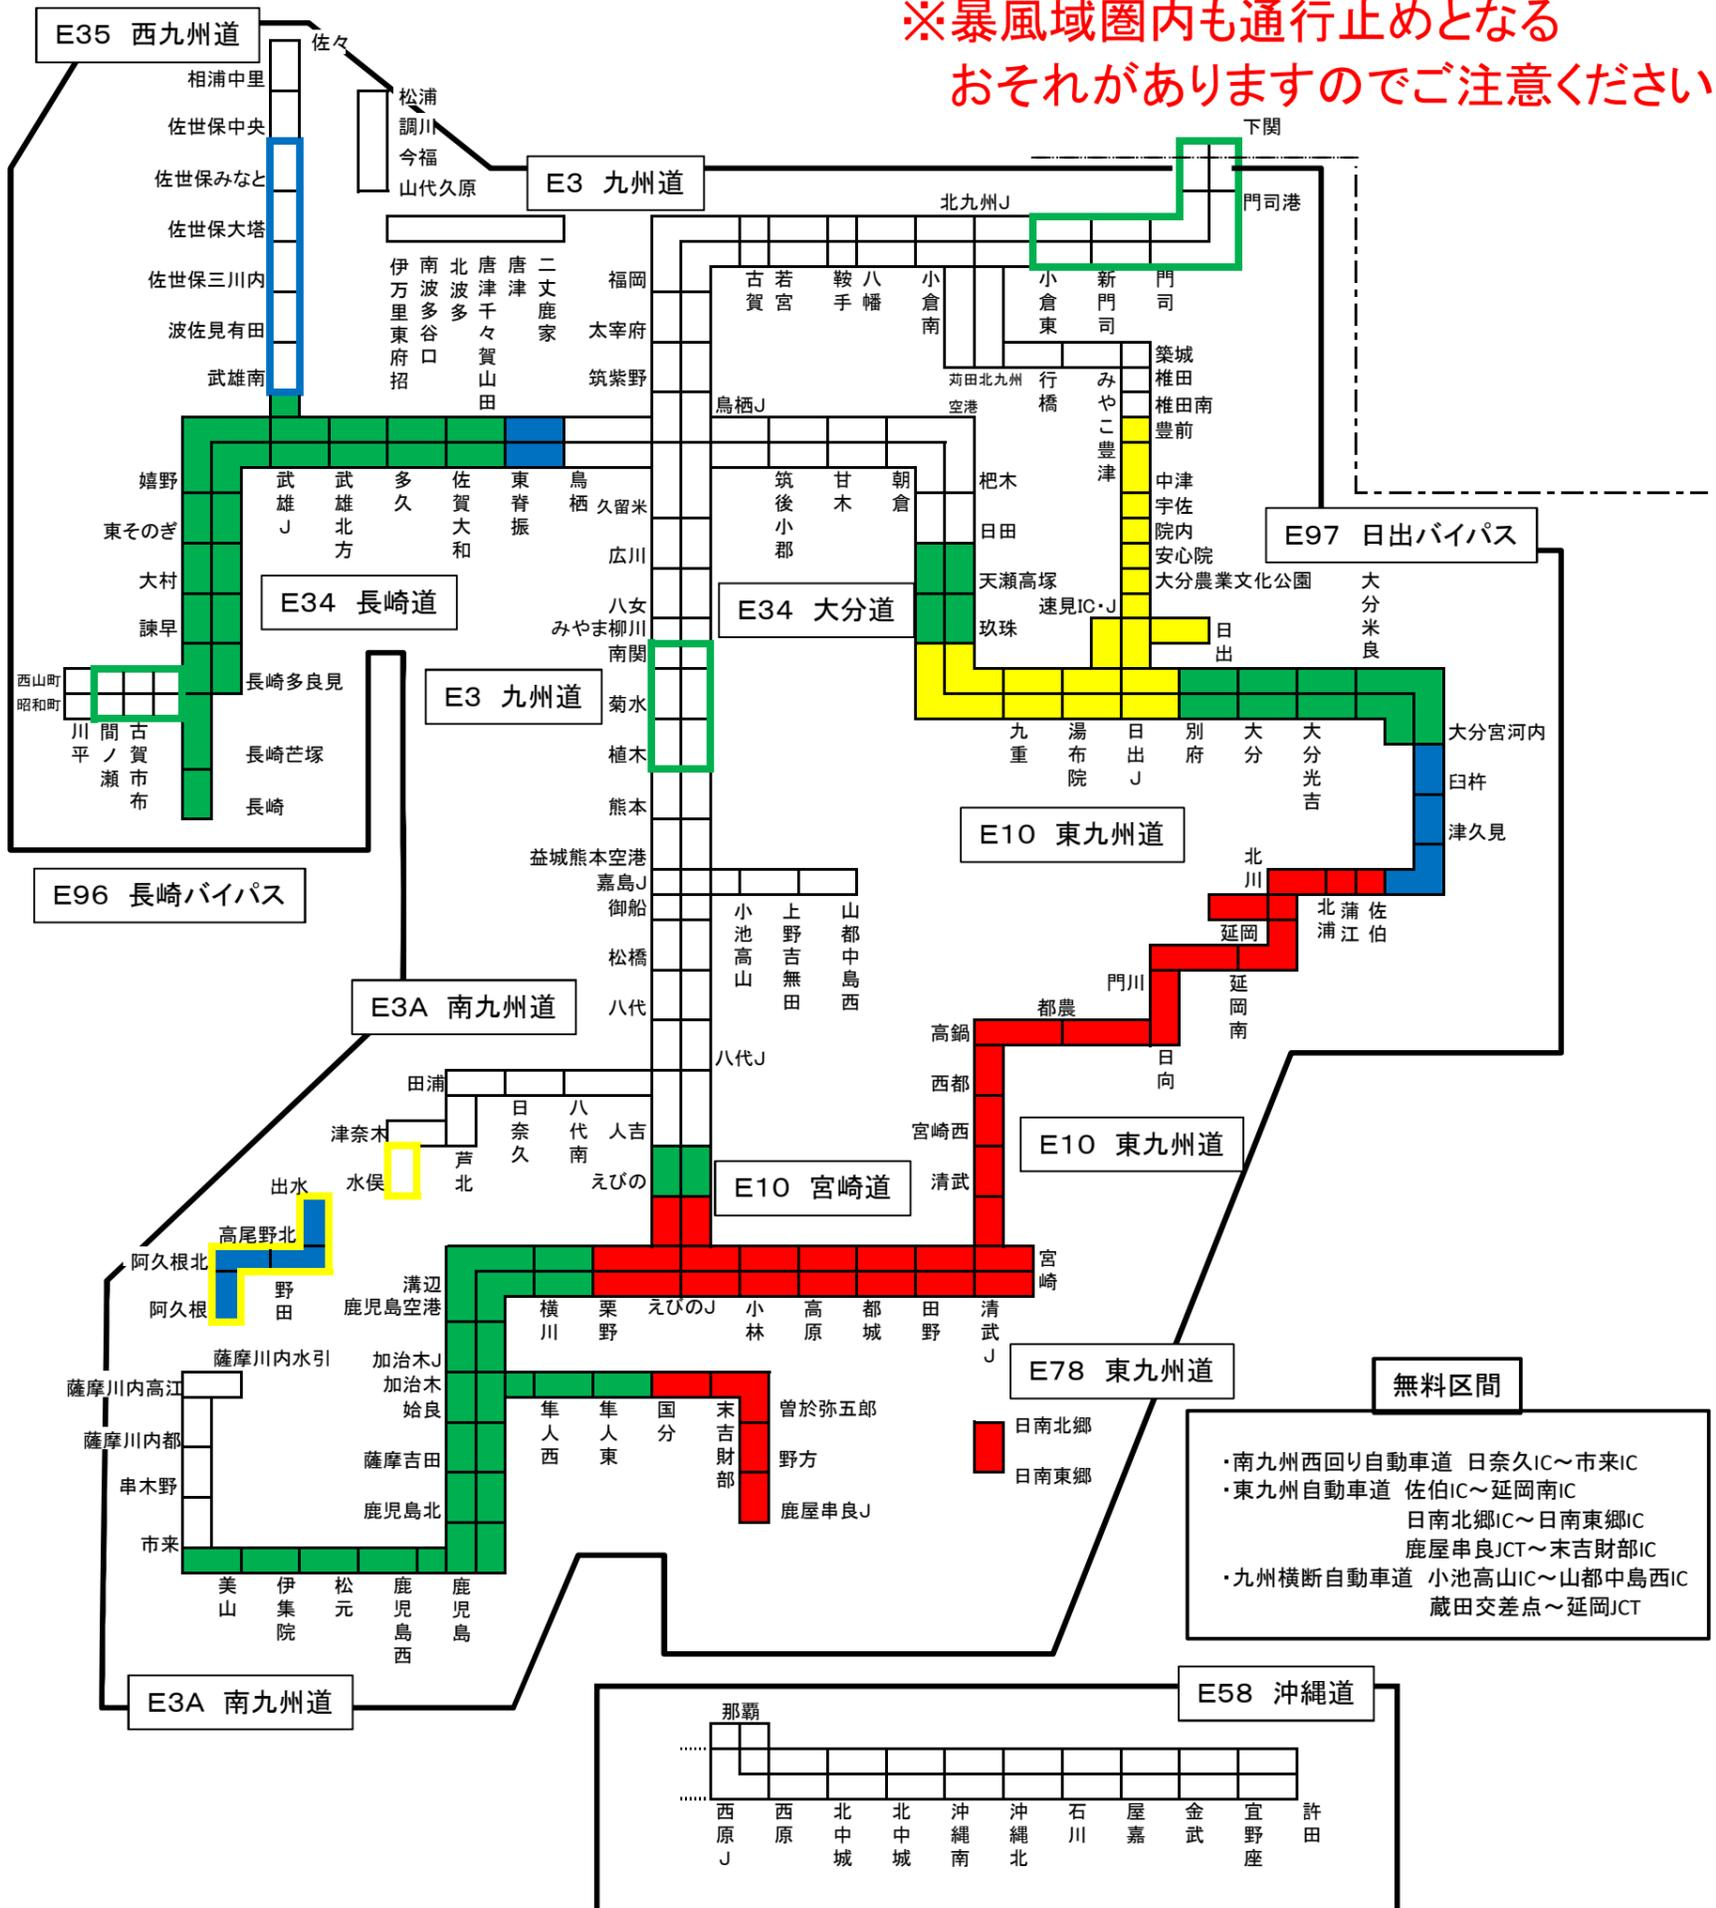 ※暴風域圏内も通行止めとなる
おそれがありますのでご注意ください
E35 西九州道
佐々
相浦中里
佐世保中央
佐世保みなと
佐世保大塔
佐世保三川内
波佐見有田
武雄南
松浦
調川
今福
山代久原
E3 九州道
下関
門司港
北九州J
伊万里東府招
南波多谷口
北波多
唐津千々賀山田
唐津
二丈鹿家
福岡
太宰府
筑紫野
古賀
若宮
鞍手
八幡
小倉南
小倉東
新門司
門司
苅田北九州
空港
行橋
みやこ豊津
築城
椎田
椎田南
豊前
中津
宇佐
院内
安心院
大分農業文化公園
速見IC・J
日出
鳥栖J
嬉野
東そのぎ
大村
諫早
武雄J
武雄北方
多久
佐賀大和
東脊振
鳥栖
久留米
広川
八女
みやま柳川
南関
菊水
植木
熊本
益城熊本空港
嘉島J
御船
松橋
八代
筑後小郡
甘木
朝倉
杷木
日田
天瀬高塚
玖珠
E97 日出バイパス
E34 長崎道
E34 大分道
大分米良
西山町
昭和町
川平
間ノ瀬
古賀市布
長崎多良見
長崎芒塚
長崎
E3 九州道
九重
湯布院
日出J
別府
大分
大分光吉
大分宮河内
臼杵
津久見
E96 長崎バイパス
E10 東九州道
北川
北浦
蒲江
佐伯
延岡
延岡南
門川
都農
高鍋
日向
西都
宮崎西
清武
小池高山
上野吉無田
山都中島西
E3A 南九州道
八代J
田浦
日奈久
八代南
人吉
津奈木
芦北
水俣
えびの
E10 宮崎道
E10 東九州道
出水
高尾野北
阿久根北
野田
阿久根
溝辺
鹿児島空港
横川
栗野
えびのJ
小林
高原
都城
田野
清武J
宮崎
薩摩川内水引
薩摩川内高江
薩摩川内都
串木野
市来
加治木J
加治木
姶良
薩摩吉田
鹿児島北
隼人西
隼人東
国分
末吉財部
曽於弥五郎
野方
鹿屋串良J
E78 東九州道
日南北郷
日南東郷
美山
伊集院
松元
鹿児島西
鹿児島
無料区間
・南九州西回り自動車道 日奈久IC～市来IC
・東九州自動車道 佐伯IC～延岡南IC
日南北郷IC～日南東郷IC
鹿屋串良JCT～末吉財部IC
・九州横断自動車道 小池高山IC～山都中島西IC
蔵田交差点～延岡JCT
E3A 南九州道
E58 沖縄道
那覇
西原J
西原
北中城
北中城
沖縄南
沖縄北
石川
屋嘉
金武
宜野座
許田